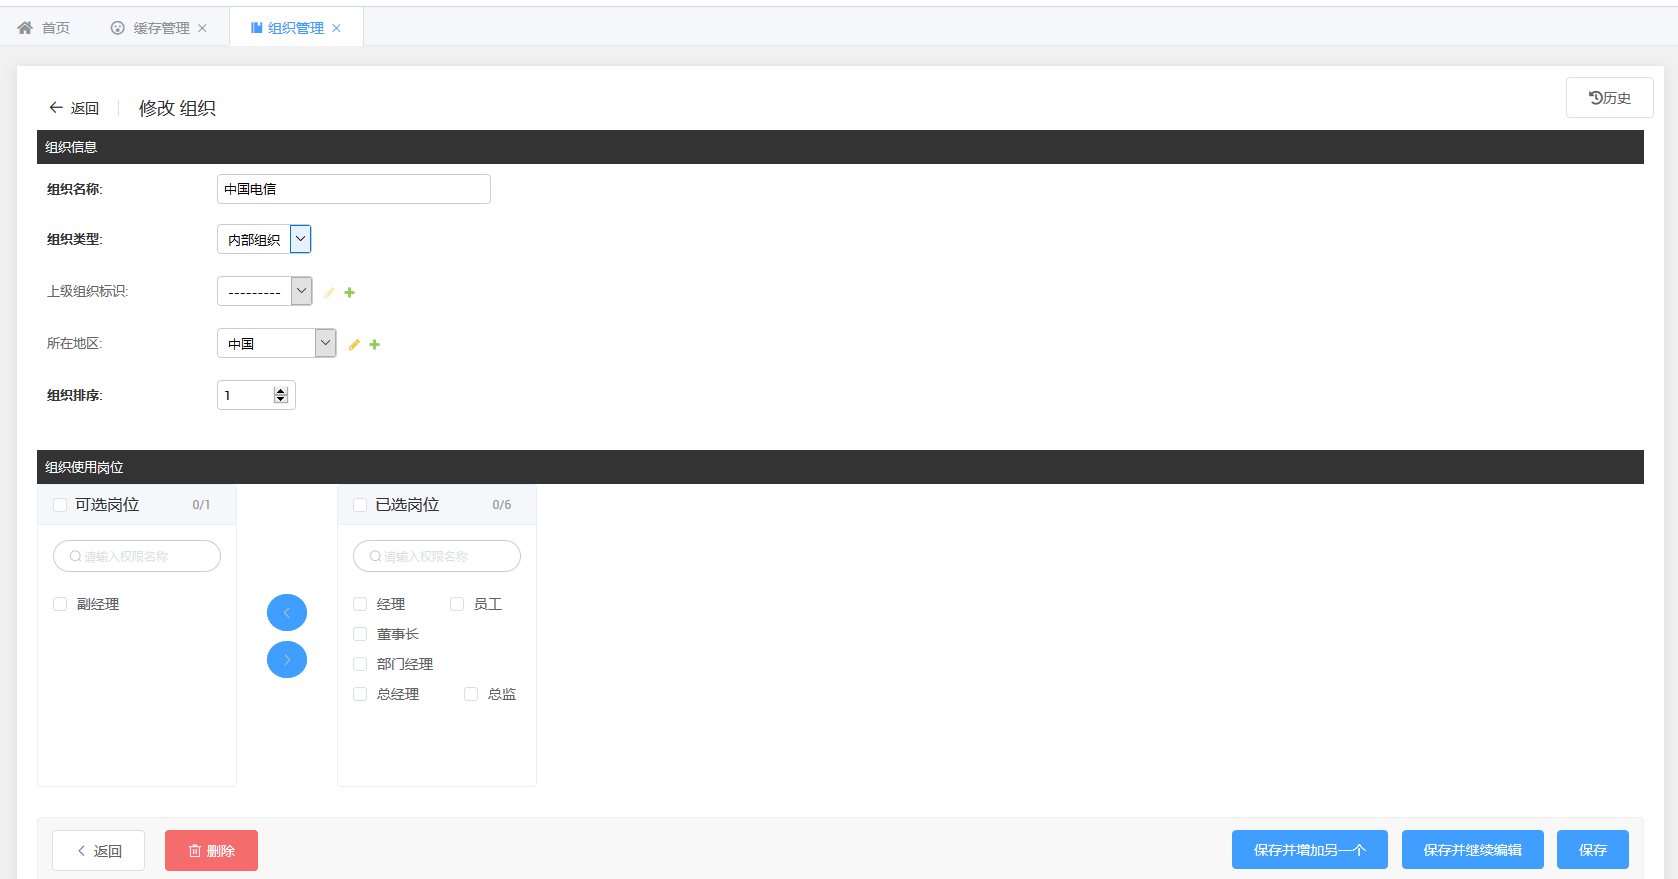 首页 缓存管理 组织管理
返回 修改 组织 历史
组织信息
组织名称: 中国电信
组织类型: 内部组织
上级组织标识: ---------
所在地区: 中国
组织排序: 1
组织使用岗位
可选岗位 0/1 已选岗位 0/6
请输入权限名称 请输入权限名称
副经理 经理 员工
董事长
部门经理
总经理 总监
返回 删除 保存并增加另一个 保存并继续编辑 保存